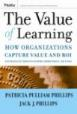 The Value of
Learning
HOW ORGANIZATIONS
CAPTURE VALUE AND ROI
PATRICIA PULLIAM PHILLIPS
JACK J. PHILLIPS